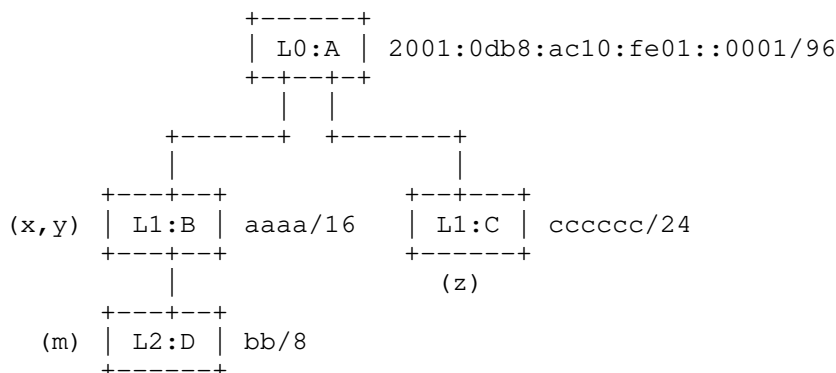 +------+
| L0:A | 2001:0db8:ac10:fe01::0001/96
+-+--+-+
| |
+------+ +-------+
| |
+---+--+ +--+---+
(x,y) | L1:B | aaaa/16 | L1:C | cccccc/24
+---+--+ +------+
| (z)
+---+--+
(m) | L2:D | bb/8
+------+